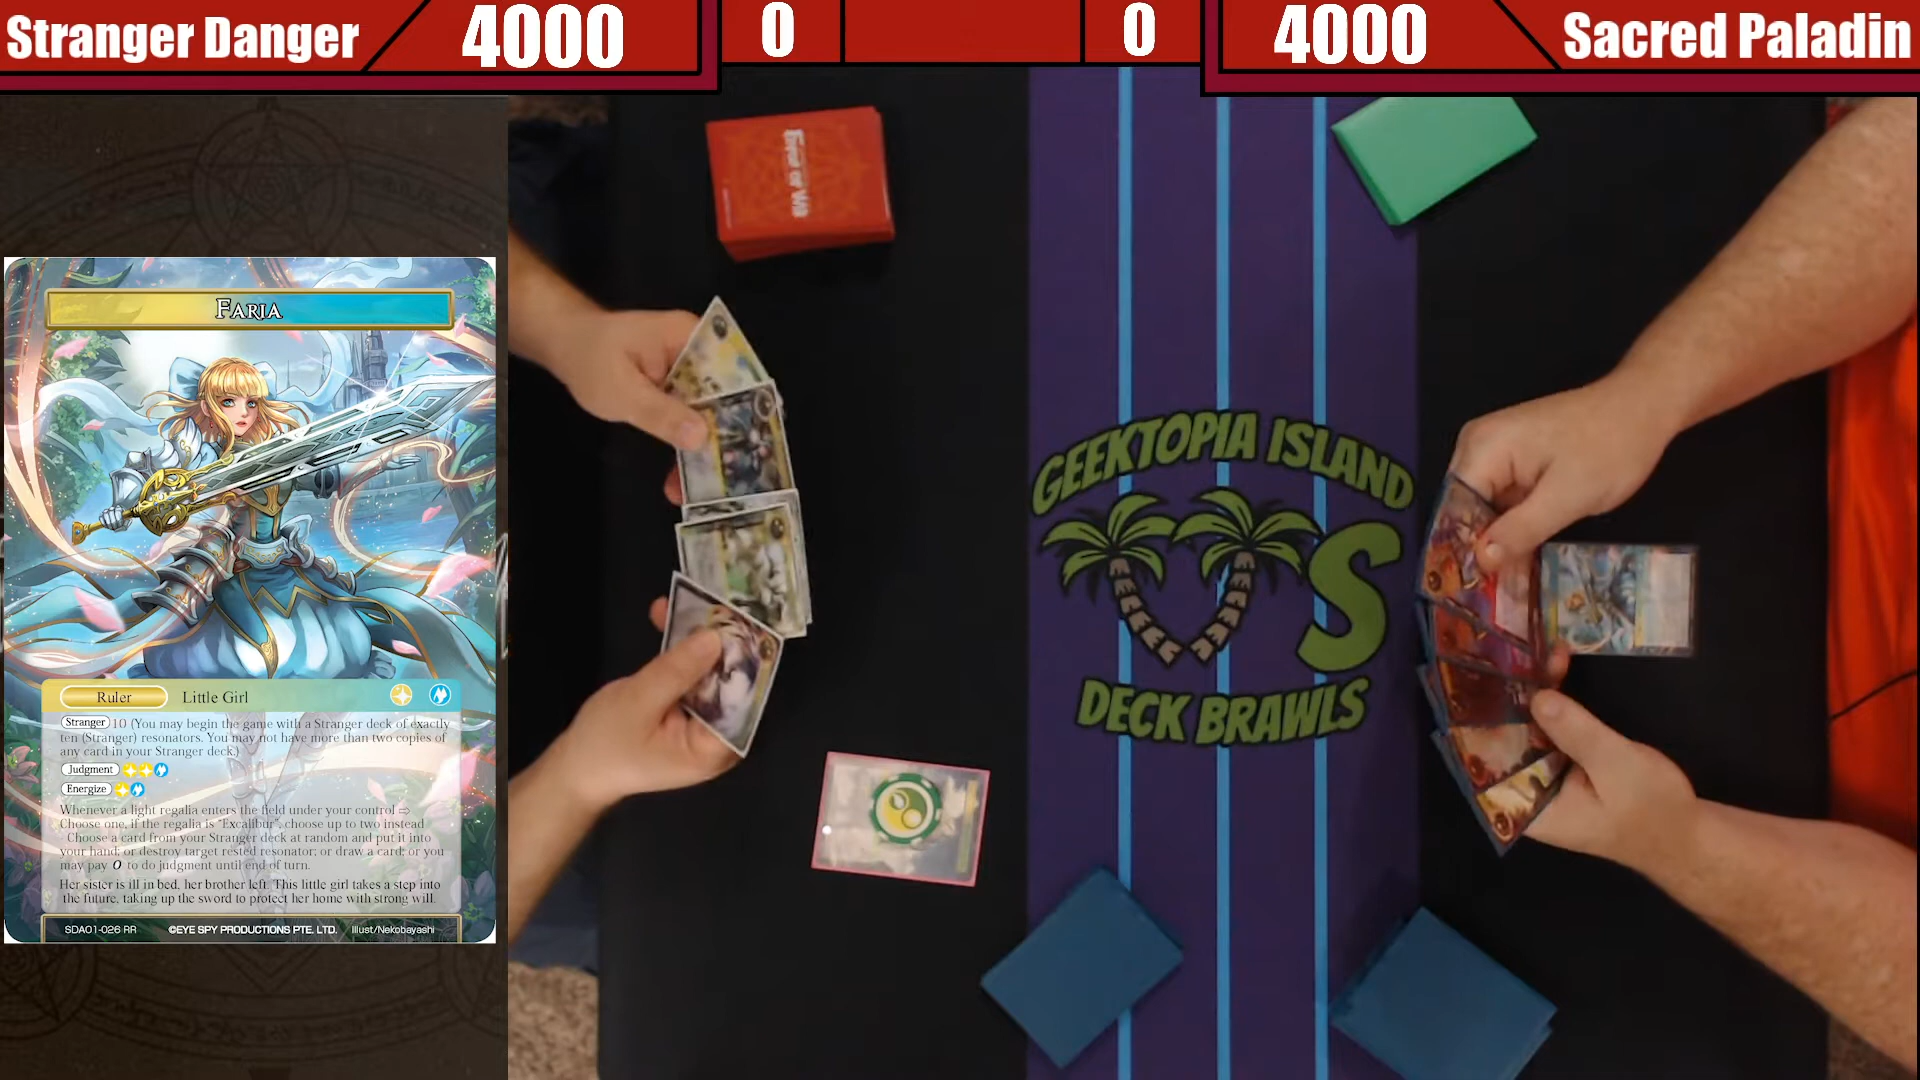 Stranger Danger
4000
0
0
4000
Sacred Paladin
FORCE OF WILL
FARIA
Ruler Little Girl
Stranger 10 (You may begin the game with a Stranger deck of exactly
ten (Stranger) resonators. You may not have more than two copies of
any card in your Stranger deck.)
Judgment
Energize
Whenever a light regalia enters the field under your control ⇨
Choose one, if the regalia is "Excalibur", choose up to two instead
Choose a card from your Stranger deck at random and put it into
your hand; or destroy target rested resonator; or draw a card; or you
may pay 0 to do judgment until end of turn.
Her sister is ill in bed, her brother left. This little girl takes a step into
the future, taking up the sword to protect her home with strong will.
SDAO1-026 RR ©EYE SPY PRODUCTIONS PTE. LTD. Illust/Nekobayashi
GEEKTOPIA ISLAND
VS
DECK BRAWLS